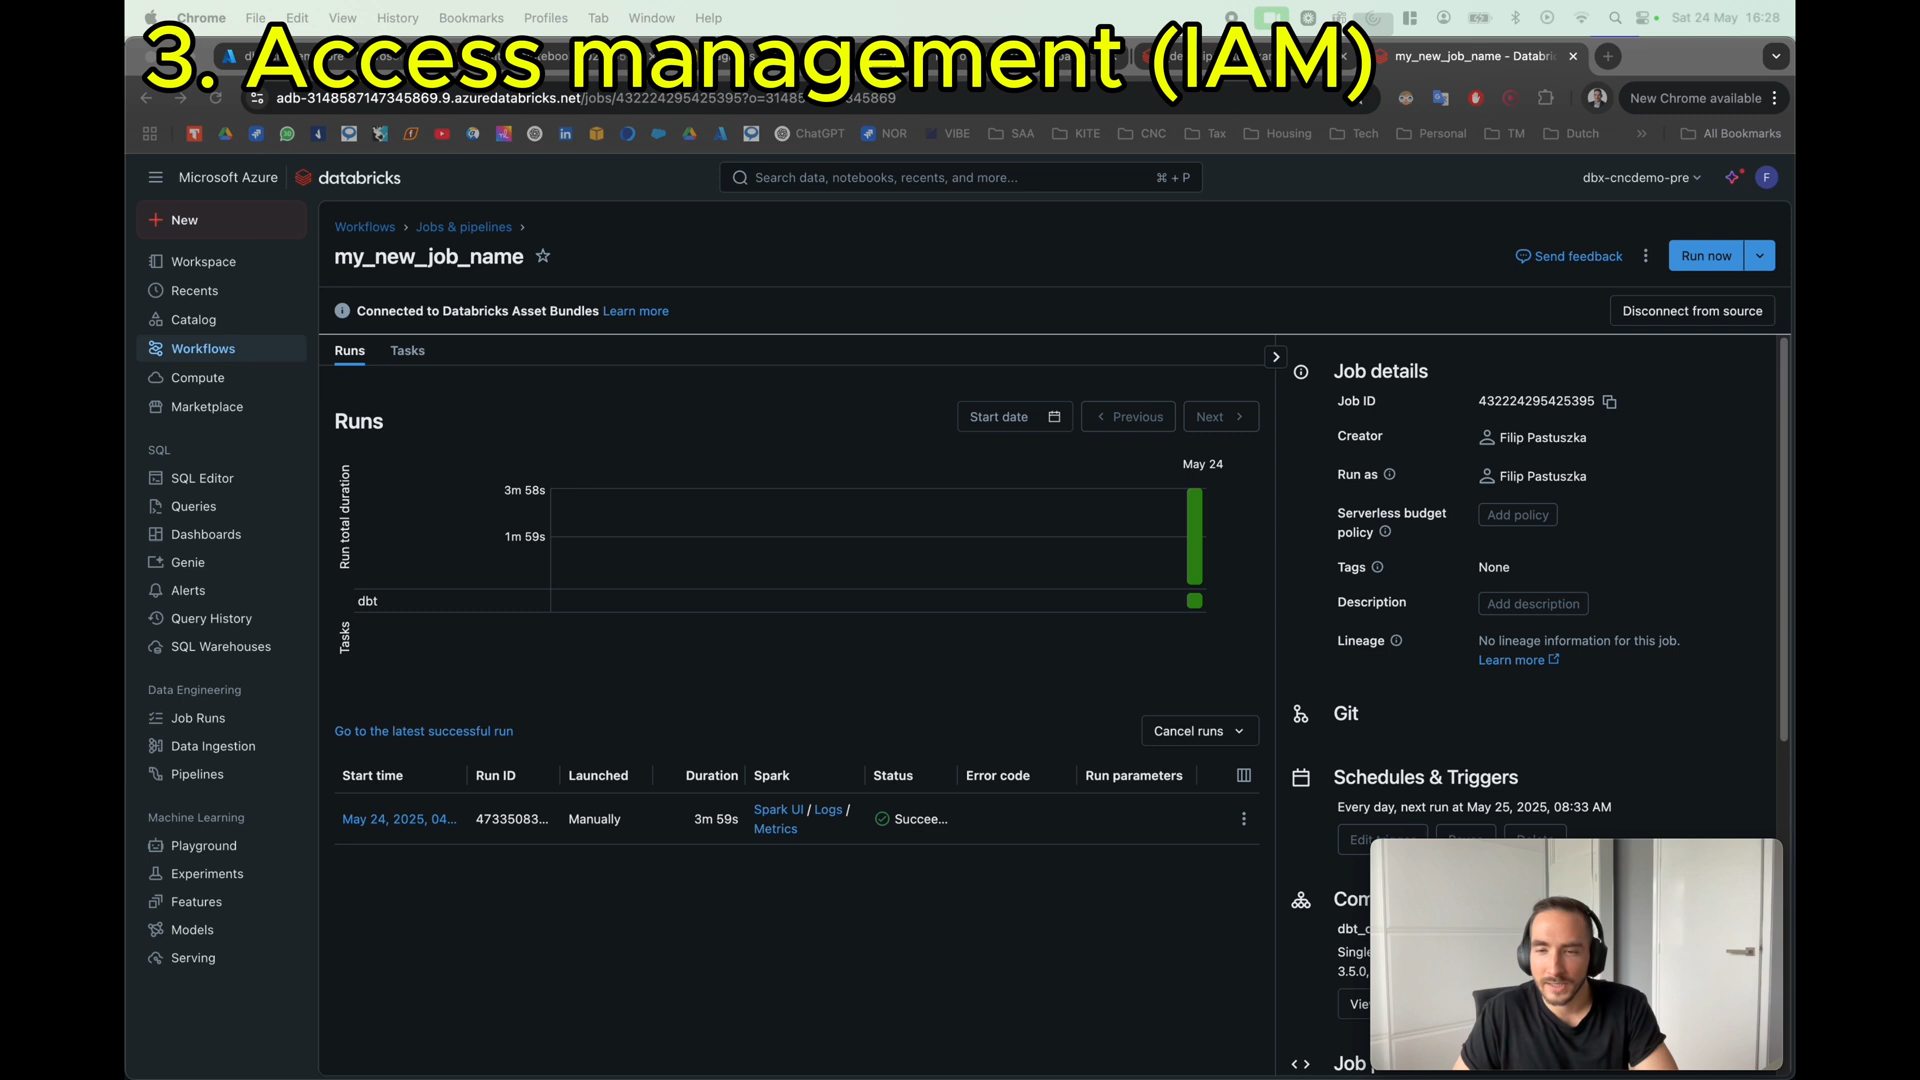 Chrome File Edit View History Bookmarks Profiles Tab Window Help
Sat 24 May 16:28
3. Access management (IAM)
my_new_job_name - Databri
adb-3148587147345869.9.azuredatabricks.net/jobs/432224295425395?o=3148587147345869
New Chrome available
ChatGPT NOR VIBE SAA KITE CNC Tax Housing Tech Personal TM Dutch » All Bookmarks
Microsoft Azure databricks
Search data, notebooks, recents, and more... ⌘ + P
dbx-cncdemo-pre F
New
Workspace
Recents
Catalog
Workflows
Compute
Marketplace
SQL
SQL Editor
Queries
Dashboards
Genie
Alerts
Query History
SQL Warehouses
Data Engineering
Job Runs
Data Ingestion
Pipelines
Machine Learning
Playground
Experiments
Features
Models
Serving
Workflows › Jobs & pipelines ›
my_new_job_name
Send feedback Run now
Connected to Databricks Asset Bundles Learn more
Disconnect from source
Runs Tasks
Runs
Start date Previous Next
May 24
Run total duration
3m 58s
1m 59s
dbt
Tasks
Go to the latest successful run
Cancel runs
Start time Run ID Launched Duration Spark Status Error code Run parameters
May 24, 2025, 04... 47335083... Manually 3m 59s Spark UI / Logs / Metrics Succee...
Job details
Job ID 432224295425395
Creator Filip Pastuszka
Run as Filip Pastuszka
Serverless budget policy Add policy
Tags None
Description Add description
Lineage No lineage information for this job.
Learn more
Git
Schedules & Triggers
Every day, next run at May 25, 2025, 08:33 AM
Com
dbt_c
Single
3.5.0,
Vie
Job